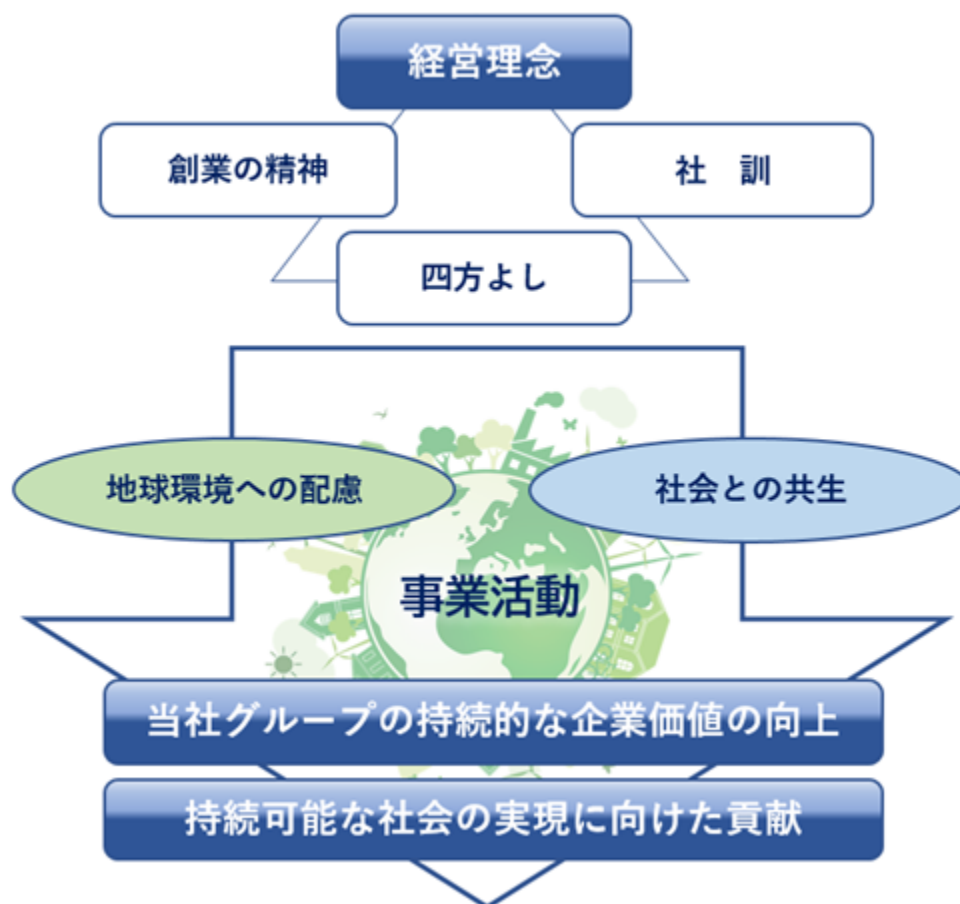 経営理念
創業の精神
社　訓
四方よし
地球環境への配慮
社会との共生
事業活動
当社グループの持続的な企業価値の向上
持続可能な社会の実現に向けた貢献